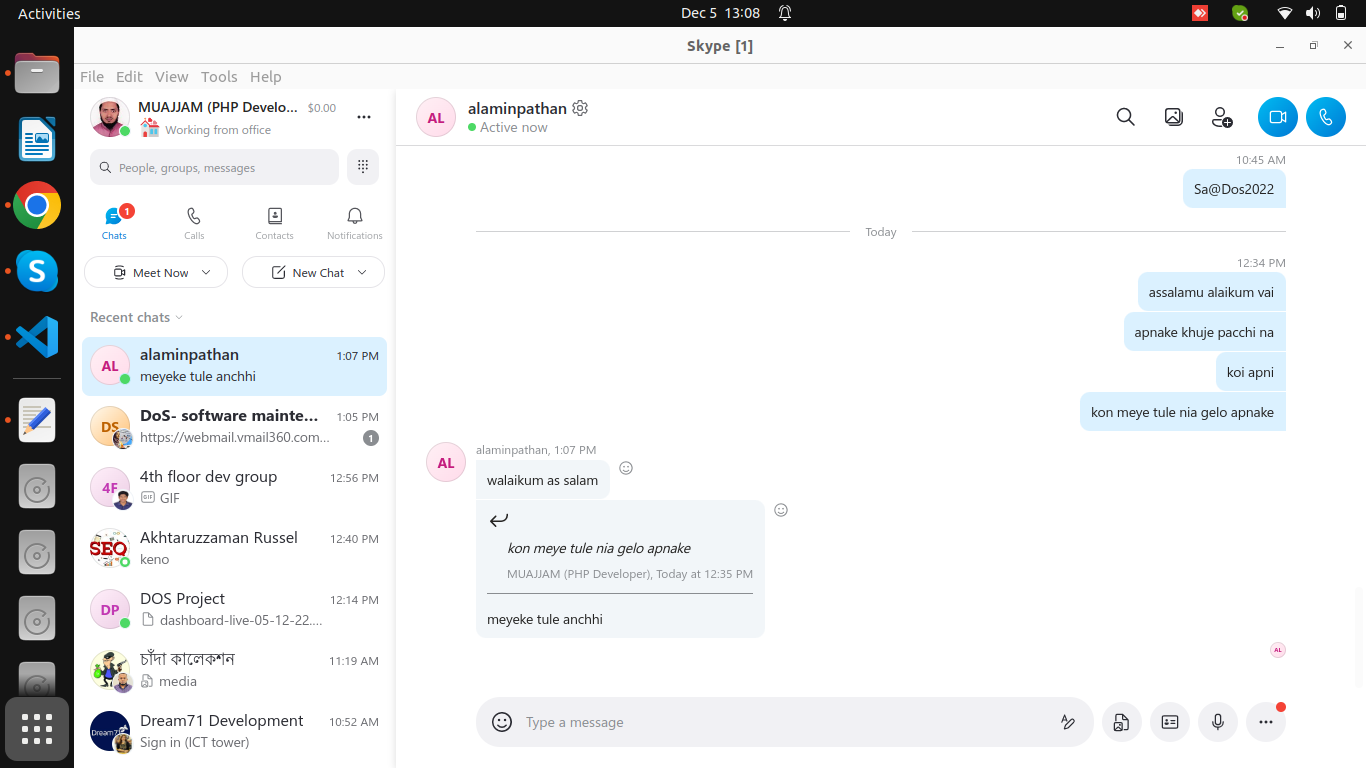 Activities
Dec 5 13:08
Skype [1]
File Edit View Tools Help
MUAJJAM (PHP Develo... $0.00
Working from office
People, groups, messages
1
Chats Calls Contacts Notifications
Meet Now New Chat
Recent chats
AL alaminpathan 1:07 PM
meyeke tule anchhi
DS DoS- software mainte... 1:05 PM
https://webmail.vmail360.com... 1
4F 4th floor dev group 12:56 PM
GIF GIF
SEO Akhtaruzzaman Russel 12:40 PM
keno
DP DOS Project 12:14 PM
dashboard-live-05-12-22....
চাঁদা কালেকশন 11:19 AM
media
Dream71 Dream71 Development 10:52 AM
Sign in (ICT tower)
AL alaminpathan
Active now
10:45 AM
Sa@Dos2022
Today
12:34 PM
assalamu alaikum vai
apnake khuje pacchi na
koi apni
kon meye tule nia gelo apnake
AL alaminpathan, 1:07 PM
walaikum as salam
kon meye tule nia gelo apnake
MUAJJAM (PHP Developer), Today at 12:35 PM
meyeke tule anchhi
AL
Type a message